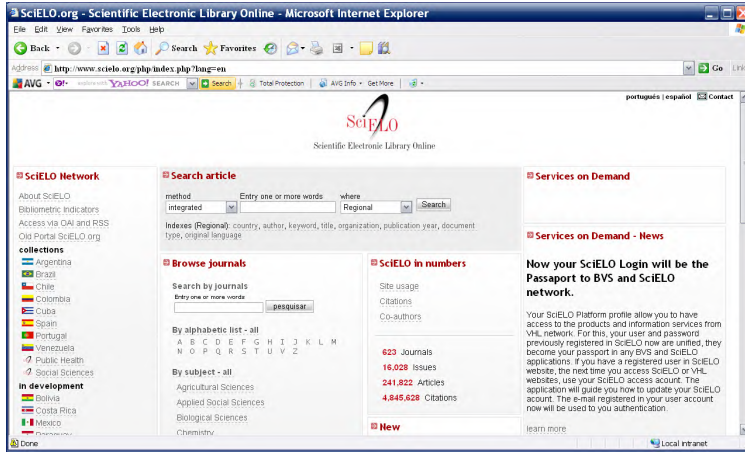 SciELO.org - Scientific Electronic Library Online - Microsoft Internet Explorer
File Edit View Favorites Tools Help
Back Search Favorites
Address http://www.scielo.org/php/index.php?lang=en Go Links
AVG YAHOO! SEARCH Search Total Protection AVG Info Get More
português | español Contact
SciELO
Scientific Electronic Library Online
SciELO Network
About SciELO
Bibliometric Indicators
Access via OAI and RSS
Old Portal SciELO.org
collections
Argentina
Brazil
Chile
Colombia
Cuba
Spain
Portugal
Venezuela
Public Health
Social Sciences
in development
Bolivia
Costa Rica
Mexico
Paraguay
Search article
method Entry one or more words where
integrated Regional Search
Indexes (Regional): country, author, keyword, title, organization, publication year, document
type, original language
Browse journals
Search by journals
Entry one or more words
pesquisar
By alphabetic list - all
A B C D E F G H I J K L M
N O P Q R S T U V Z
By subject - all
Agricultural Sciences
Applied Social Sciences
Biological Sciences
Chemistry
SciELO in numbers
Site usage
Citations
Co-authors
623 Journals
16,028 Issues
241,822 Articles
4,845,628 Citations
New
Services on Demand
Services on Demand - News
Now your SciELO Login will be the
Passaport to BVS and SciELO
network.
Your SciELO Platform profile allow you to have
access to the products and information services from
VHL network. For this, your user and password
previously registered in SciELO now are unified, they
become your passport in any BVS and SciELO
applications. If you have a registered user in SciELO
website, the next time you access SciELO or VHL
websites, use your SciELO access acount. The
application will guide you how to update your SciELO
acount. The e-mail registered in your user account
now will be used to you authentication.
learn more
Done Local intranet